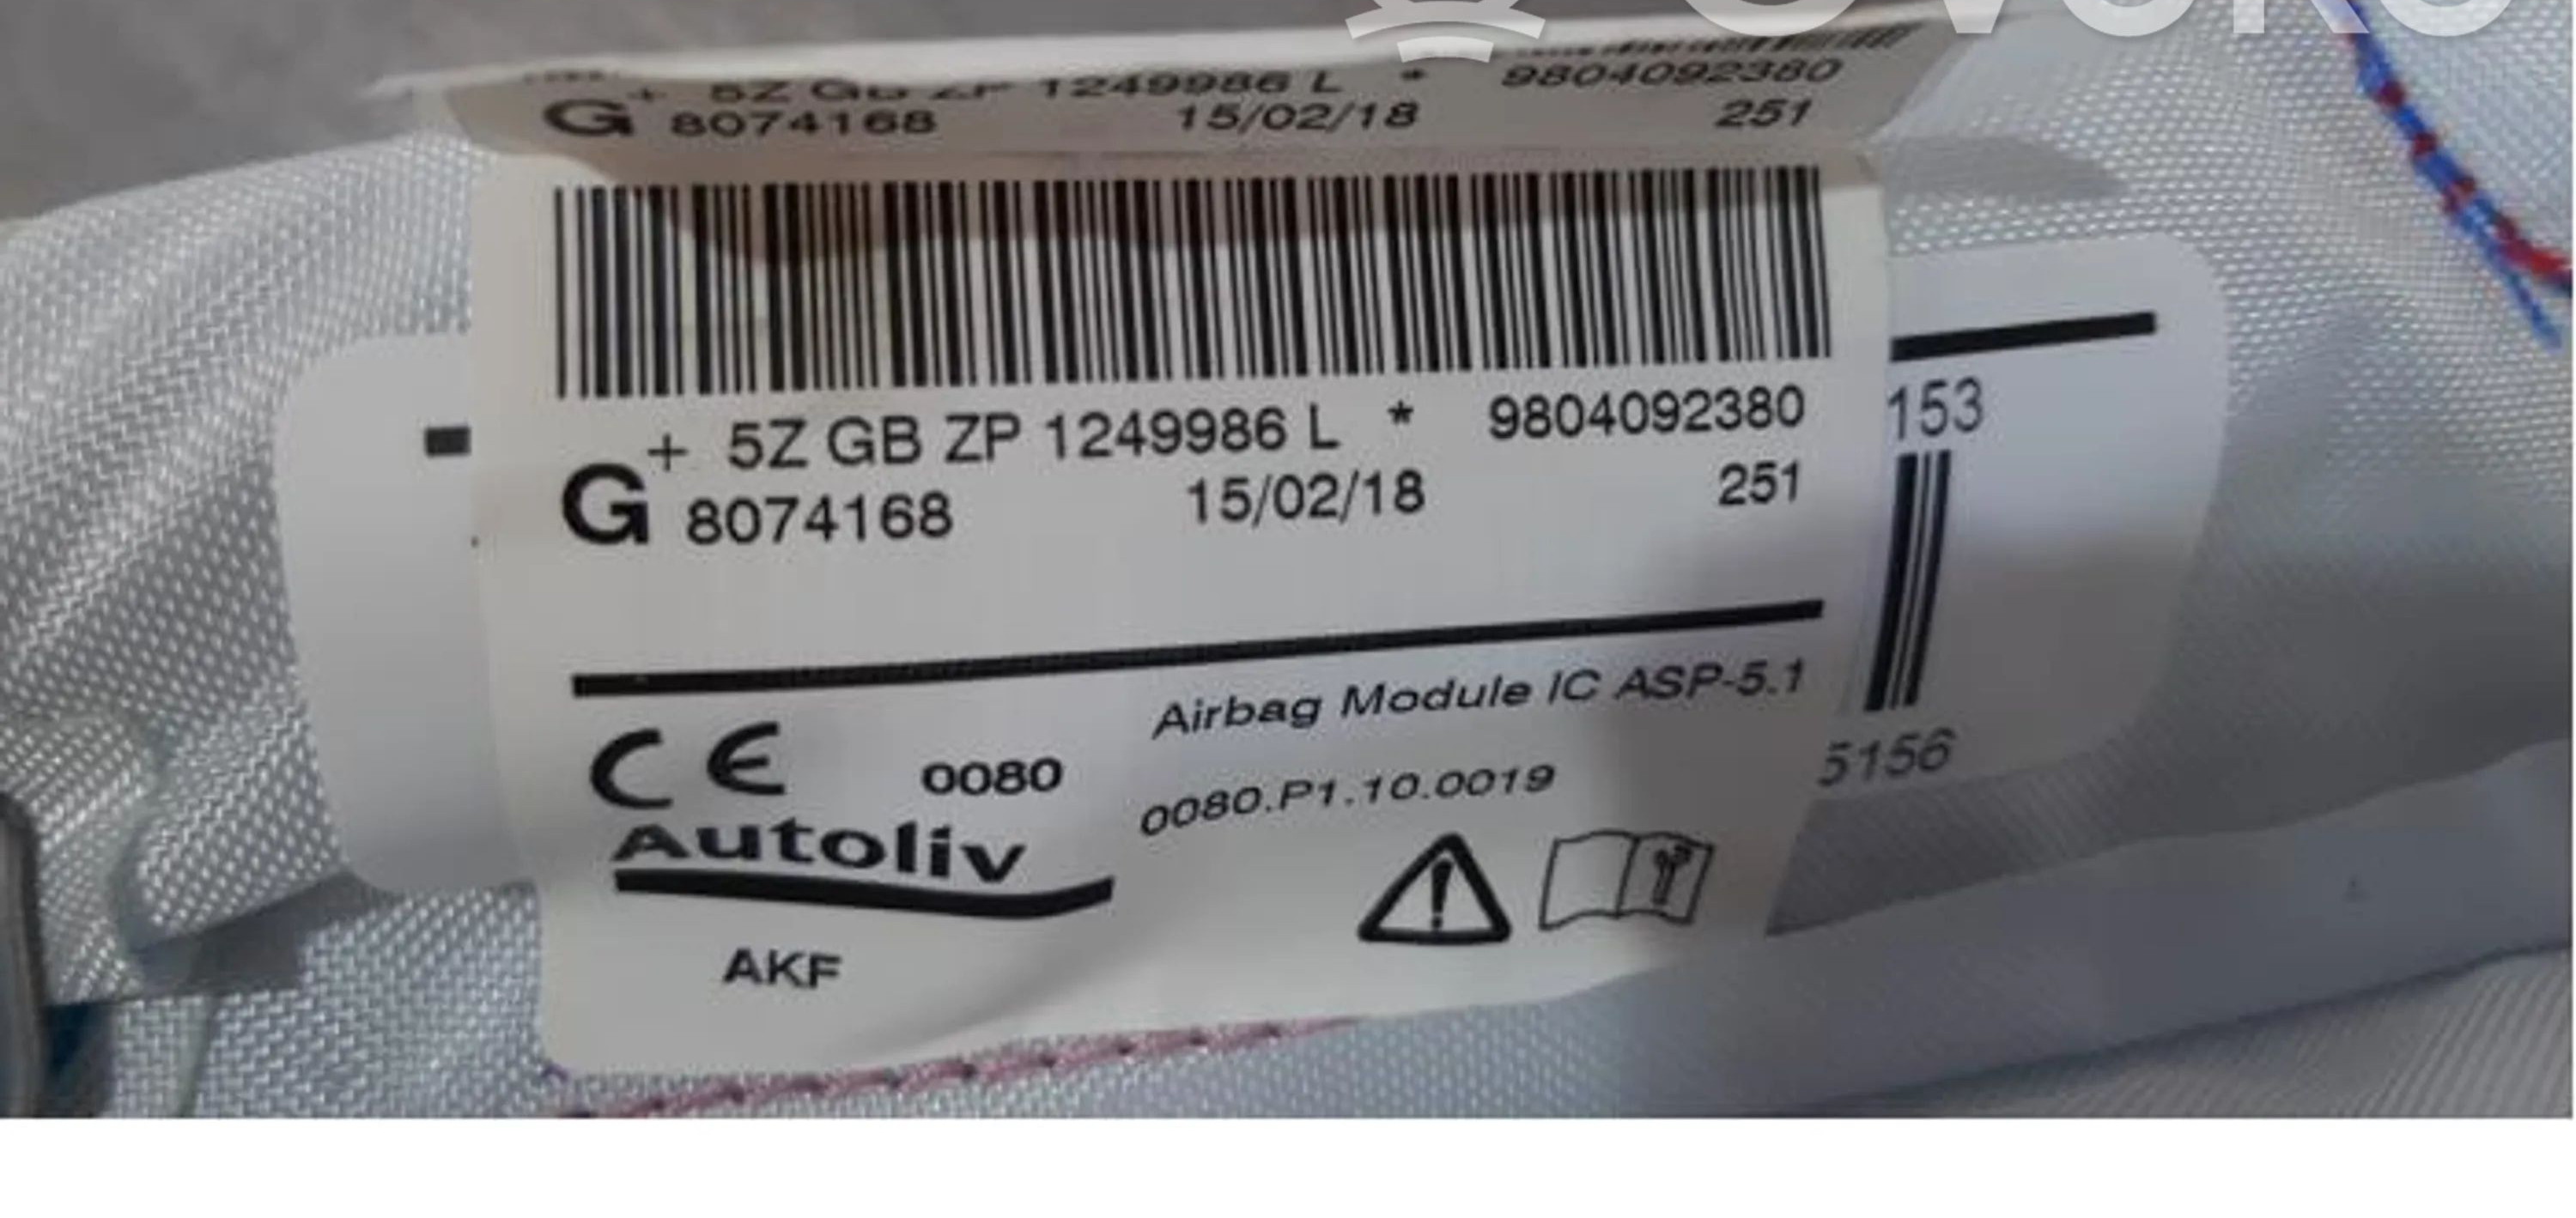 + 5Z GB ZP 1249986 L * 9804092380
G 8074168 15/02/18 251
+ 5Z GB ZP 1249986 L * 9804092380
G 8074168 15/02/18 251
153
Airbag Module IC ASP-5.1
CE 0080
0080.P1.10.0019
5156
Autoliv
AKF